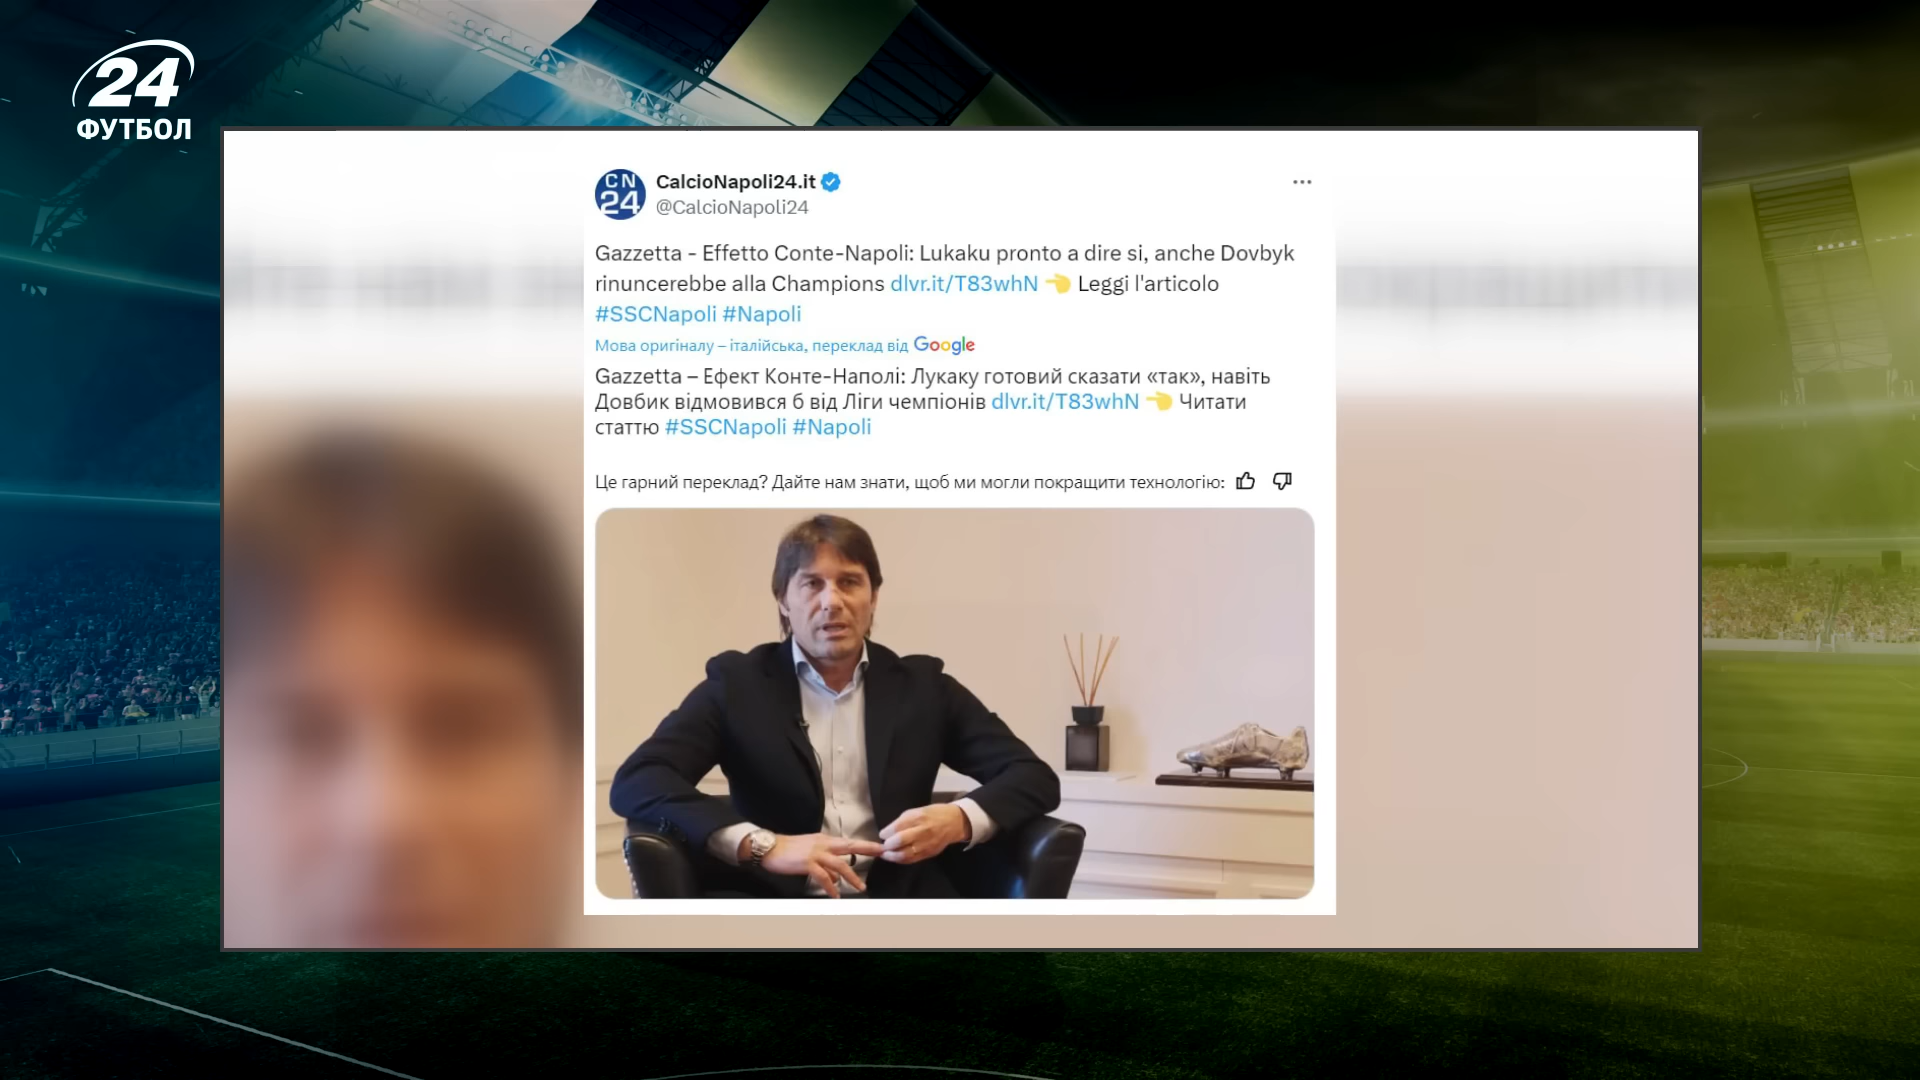 24
ФУТБОЛ
CN
24
CalcioNapoli24.it
@CalcioNapoli24
Gazzetta - Effetto Conte-Napoli: Lukaku pronto a dire si, anche Dovbyk
rinuncerebbe alla Champions dlvr.it/T83whN 👈 Leggi l'articolo
#SSCNapoli #Napoli
Мова оригіналу – італійська, переклад від Google
Gazzetta – Ефект Конте-Наполі: Лукаку готовий сказати «так», навіть
Довбик відмовився б від Ліги чемпіонів dlvr.it/T83whN 👈 Читати
статтю #SSCNapoli #Napoli
Це гарний переклад? Дайте нам знати, щоб ми могли покращити технологію: